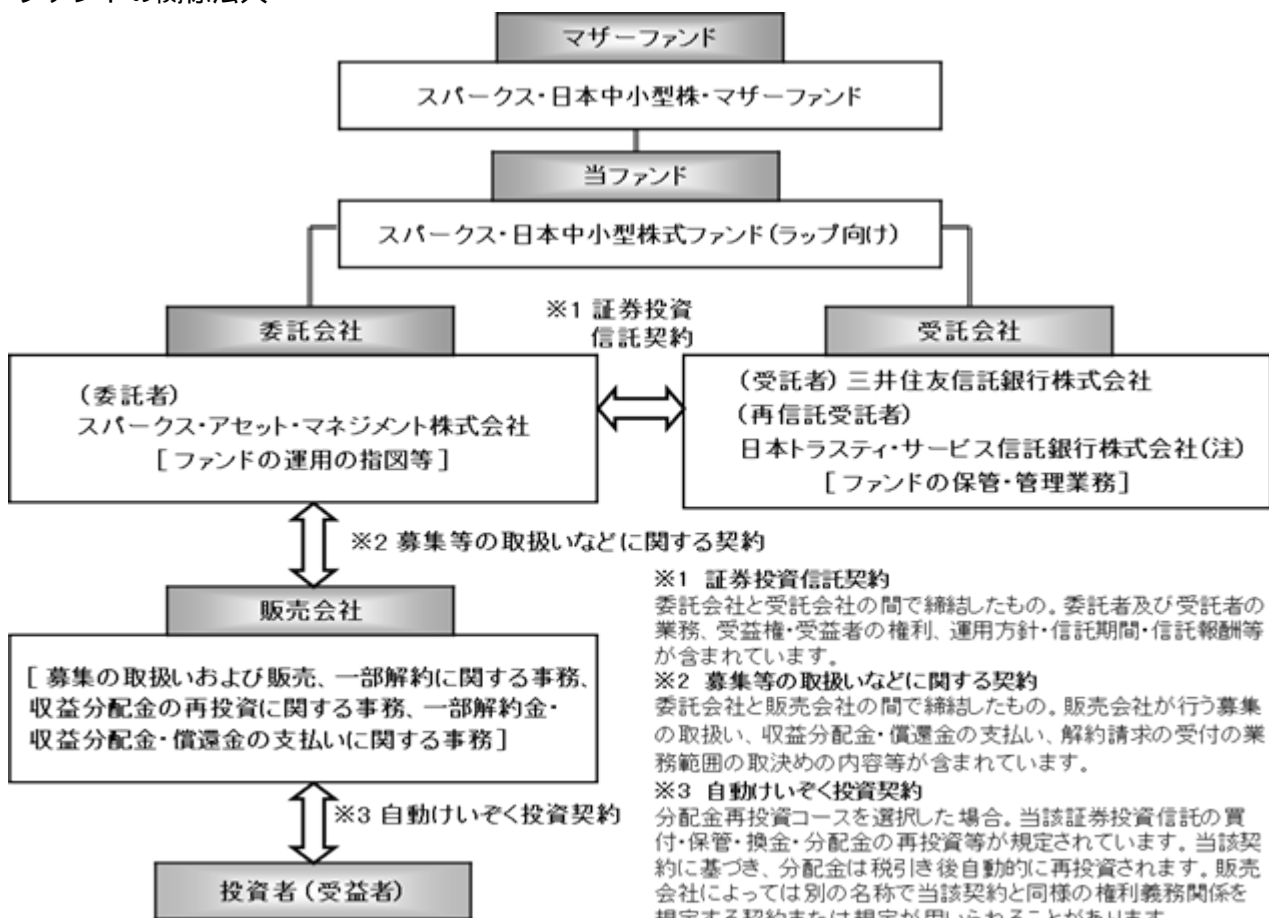 マザーファンド
スパークス・日本中小型株・マザーファンド
当ファンド
スパークス・日本中小型株式ファンド(ラップ向け)
※1 証券投資
信託契約
委託会社
(委託者)
スパークス・アセット・マネジメント株式会社
[ファンドの運用の指図等]
受託会社
(受託者) 三井住友信託銀行株式会社
(再信託受託者)
日本トラスティ・サービス信託銀行株式会社(注)
[ファンドの保管・管理業務]
※2 募集等の取扱いなどに関する契約
販売会社
[募集の取扱いおよび販売、一部解約に関する事務、
収益分配金の再投資に関する事務、一部解約金・
収益分配金・償還金の支払いに関する事務]
※3 自動けいぞく投資契約
投資者(受益者)
※1 証券投資信託契約
委託会社と受託会社の間で締結したもの。委託者及び受託者の
業務、受益権・受益者の権利、運用方針・信託期間・信託報酬等
が含まれています。
※2 募集等の取扱いなどに関する契約
委託会社と販売会社の間で締結したもの。販売会社が行う募集
の取扱い、収益分配金・償還金の支払い、解約請求の受付の業
務範囲の取決めの内容等が含まれています。
※3 自動けいぞく投資契約
分配金再投資コースを選択した場合。当該証券投資信託の買
付・保管・換金・分配金の再投資等が規定されています。当該契
約に基づき、分配金は税引き後自動的に再投資されます。販売
会社によっては別の名称で当該契約と同様の権利義務関係を
規定する契約または規定が用いられることがあります